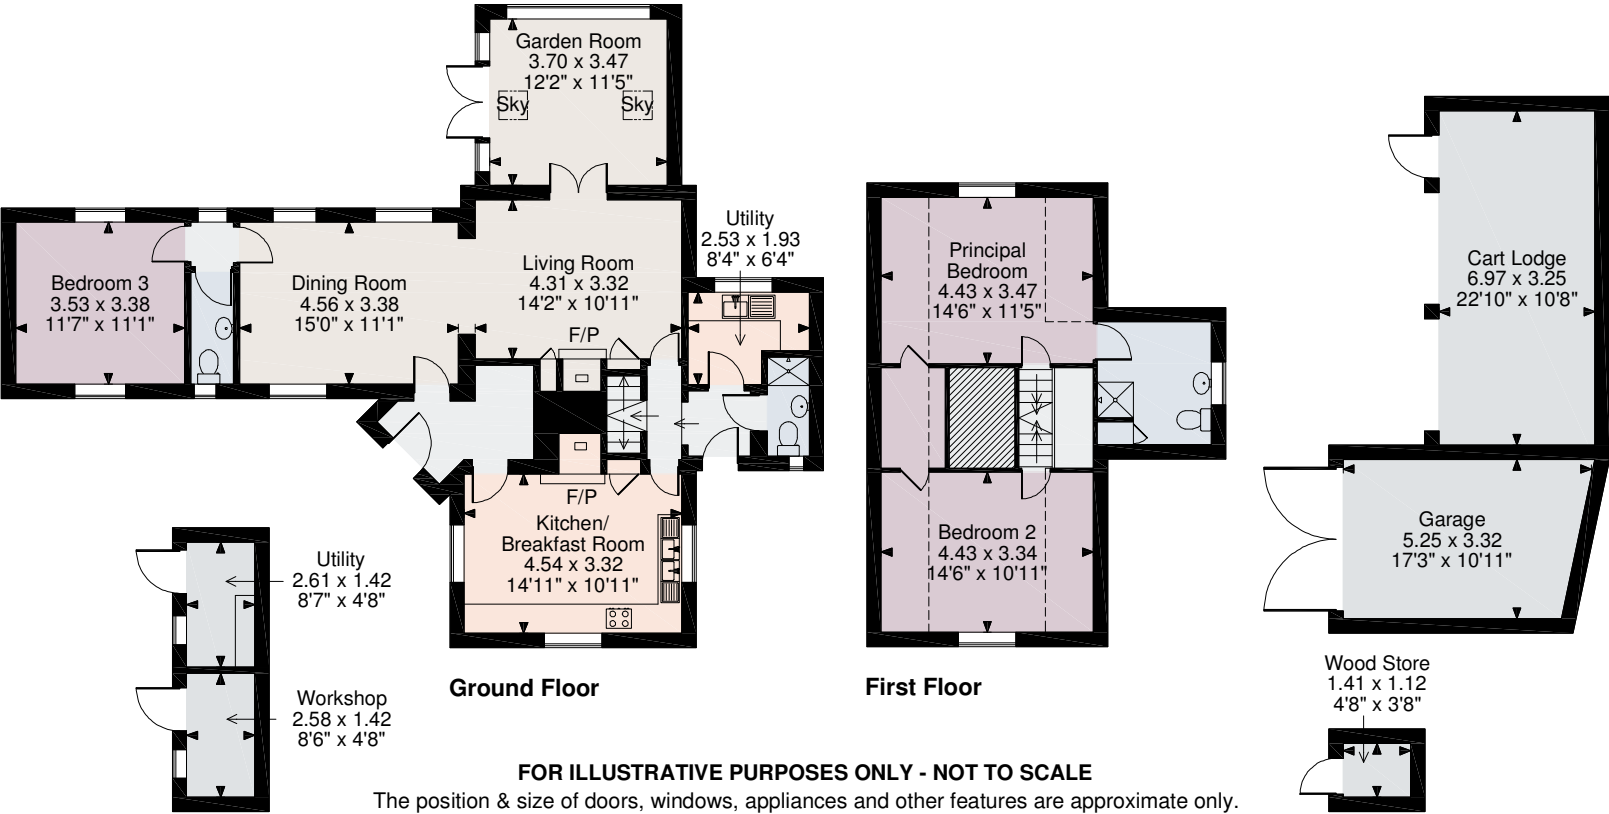 Garden Room
3.70 x 3.47
12'2" x 11'5"
Sky
Sky
Utility
2.53 x 1.93
8'4" x 6'4"
Bedroom 3
3.53 x 3.38
11'7" x 11'1"
Dining Room
4.56 x 3.38
15'0" x 11'1"
Living Room
4.31 x 3.32
14'2" x 10'11"
F/P
F/P
Kitchen/
Breakfast Room
4.54 x 3.32
14'11" x 10'11"
Utility
2.61 x 1.42
8'7" x 4'8"
Workshop
2.58 x 1.42
8'6" x 4'8"
Ground Floor
Principal
Bedroom
4.43 x 3.47
14'6" x 11'5"
Bedroom 2
4.43 x 3.34
14'6" x 10'11"
First Floor
Cart Lodge
6.97 x 3.25
22'10" x 10'8"
Garage
5.25 x 3.32
17'3" x 10'11"
Wood Store
1.41 x 1.12
4'8" x 3'8"
FOR ILLUSTRATIVE PURPOSES ONLY - NOT TO SCALE
The position & size of doors, windows, appliances and other features are approximate only.